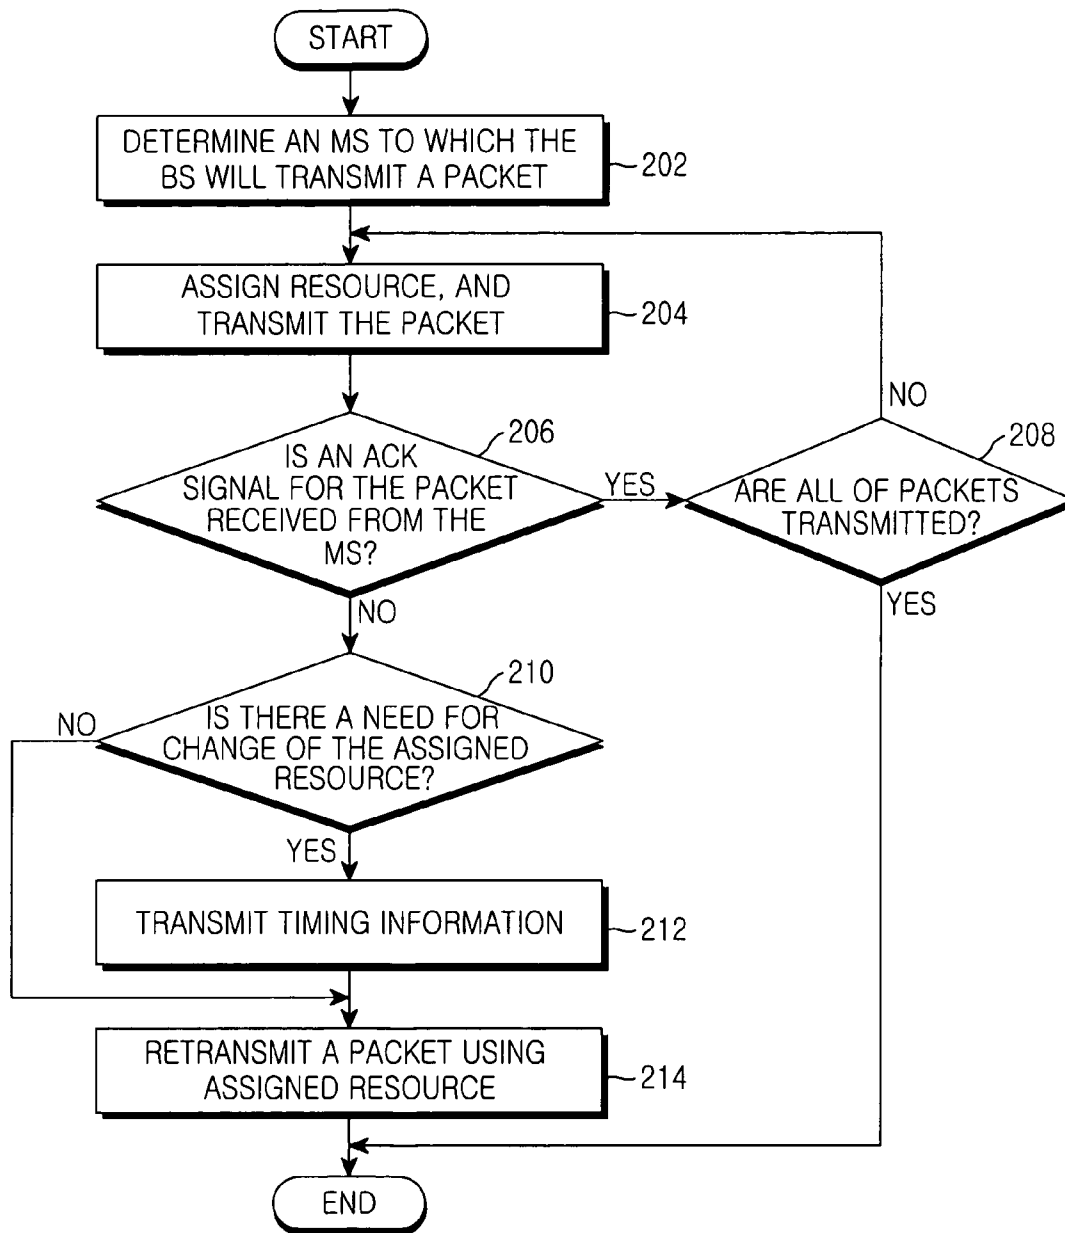 START
DETERMINE AN MS TO WHICH THE
BS WILL TRANSMIT A PACKET
202
ASSIGN RESOURCE, AND
TRANSMIT THE PACKET
204
IS AN ACK
SIGNAL FOR THE PACKET
RECEIVED FROM THE
MS?
206
YES
NO
ARE ALL OF PACKETS
TRANSMITTED?
208
NO
YES
IS THERE A NEED FOR
CHANGE OF THE ASSIGNED
RESOURCE?
210
NO
YES
TRANSMIT TIMING INFORMATION
212
RETRANSMIT A PACKET USING
ASSIGNED RESOURCE
214
END